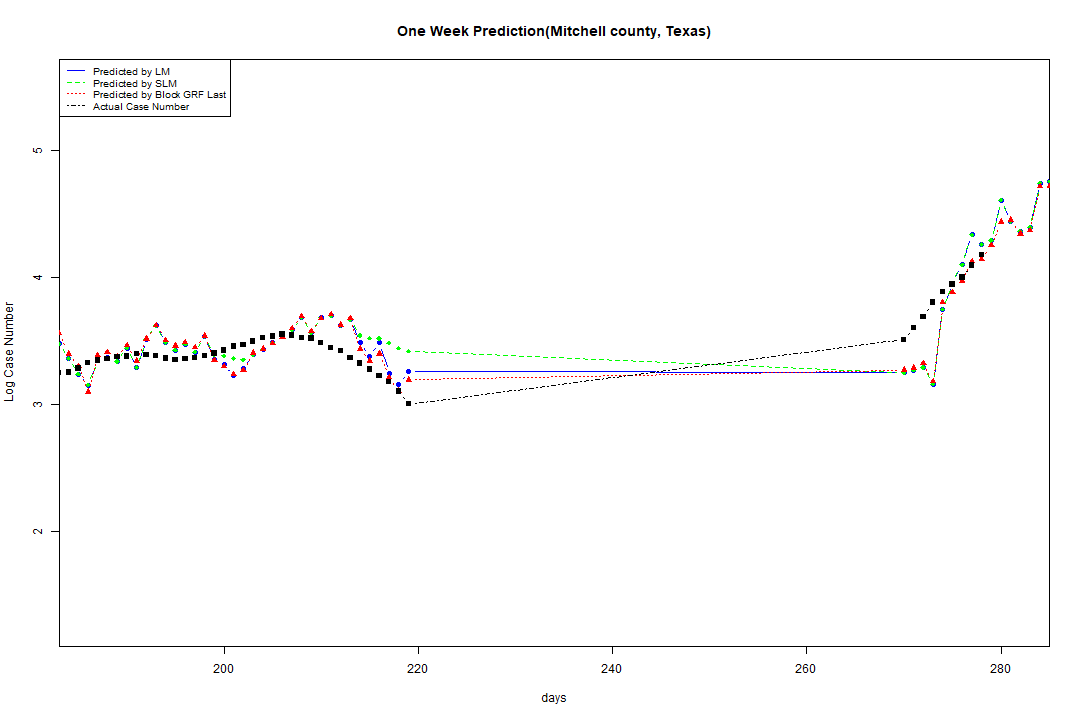 One Week Prediction(Mitchell county, Texas)
Predicted by LM
Predicted by SLM
Predicted by Block GRF Last
Actual Case Number
5
4
3
2
Log Case Number
200 220 240 260 280
days